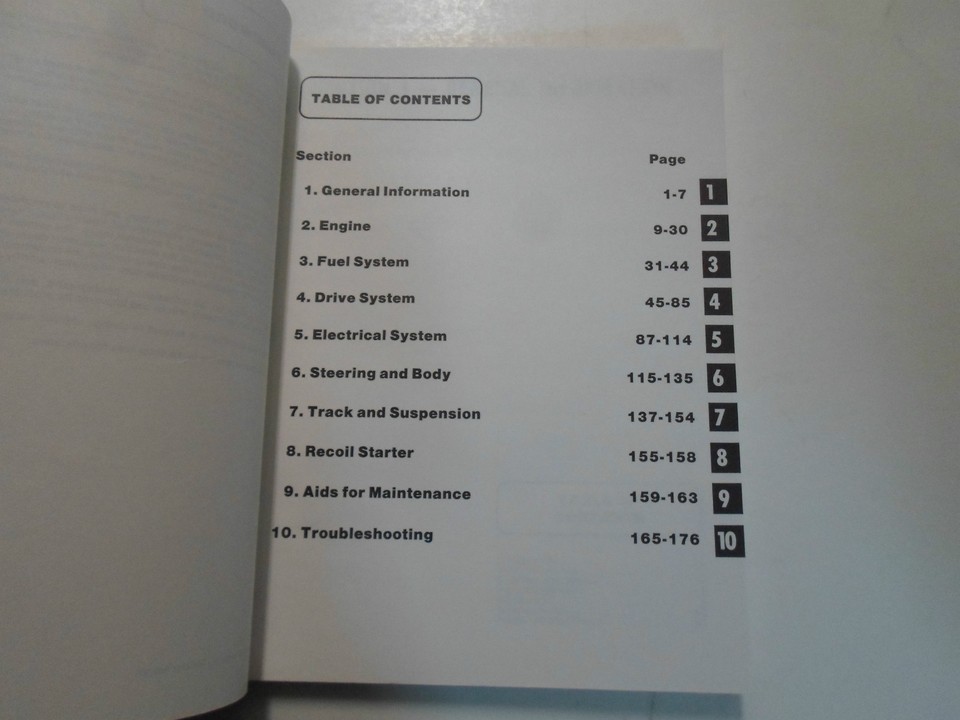 TABLE OF CONTENTS
Section Page
1. General Information 1-7 1
2. Engine 9-30 2
3. Fuel System 31-44 3
4. Drive System 45-85 4
5. Electrical System 87-114 5
6. Steering and Body 115-135 6
7. Track and Suspension 137-154 7
8. Recoil Starter 155-158 8
9. Aids for Maintenance 159-163 9
10. Troubleshooting 165-176 10